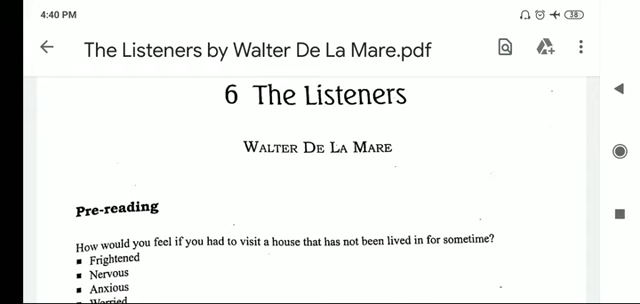 4:40 PM
38
The Listeners by Walter De La Mare.pdf
6 The Listeners
WALTER DE LA MARE
Pre-reading
How would you feel if you had to visit a house that has not been lived in for sometime?
▪ Frightened
▪ Nervous
▪ Anxious
▪ Worried